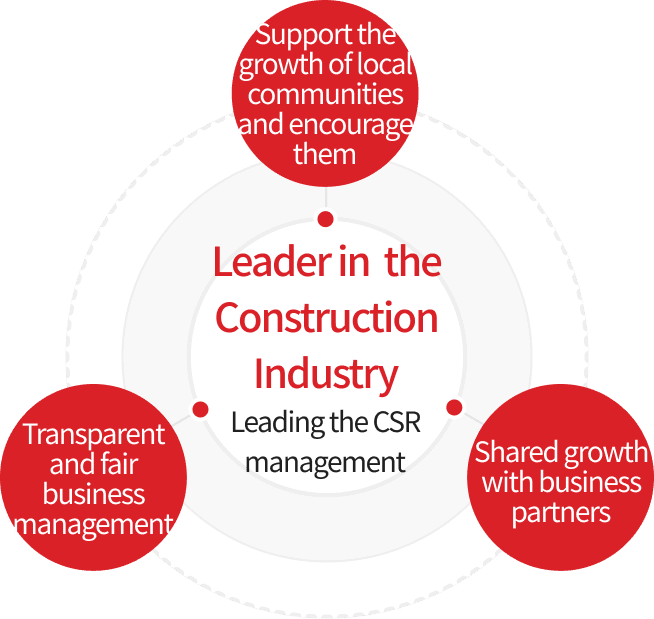 Support the
growth of local
communities
and encourage
them
Leader in the
Construction
Industry
Leading the CSR
management
Transparent
and fair
business
management
Shared growth
with business
partners